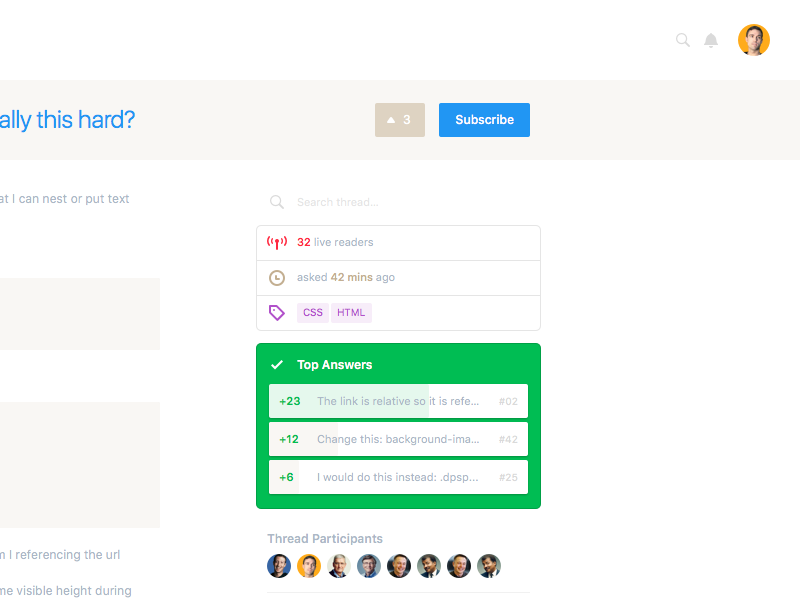 ally this hard?
3
Subscribe
at I can nest or put text
Search thread...
32 live readers
asked 42 mins ago
CSS HTML
Top Answers
+23 The link is relative so it is refe... #02
+12 Change this: background-ima... #42
+6 I would do this instead: .dpsp... #25
Thread Participants
m I referencing the url
me visible height during